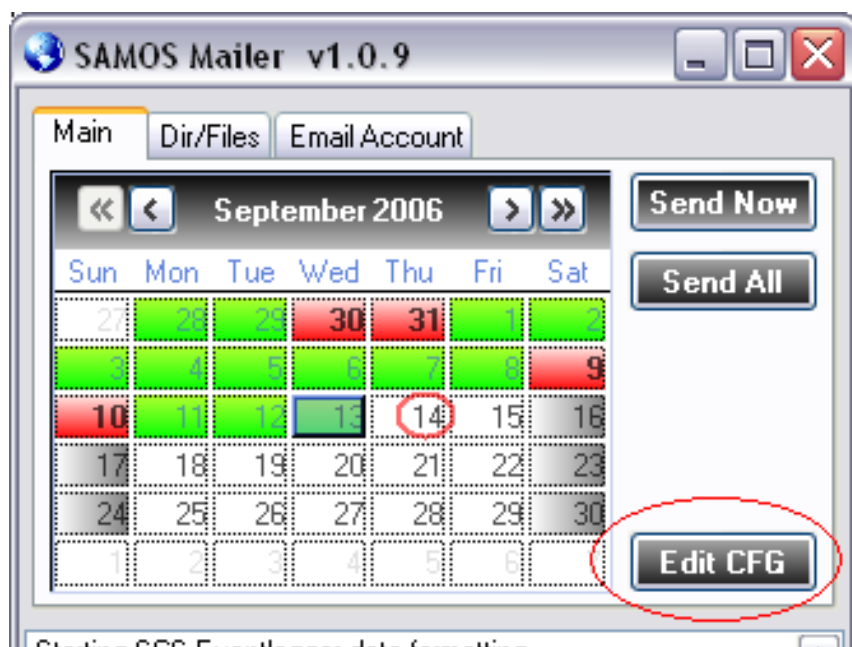 SAMOS Mailer v1.0.9
Main Dir/Files Email Account
« < September 2006 > »
Send Now
Sun Mon Tue Wed Thu Fri Sat
Send All
27 28 29 30 31 1 2
3 4 5 6 7 8 9
10 11 12 13 14 15 16
17 18 19 20 21 22 23
24 25 26 27 28 29 30
1 2 3 4 5 6
Edit CFG